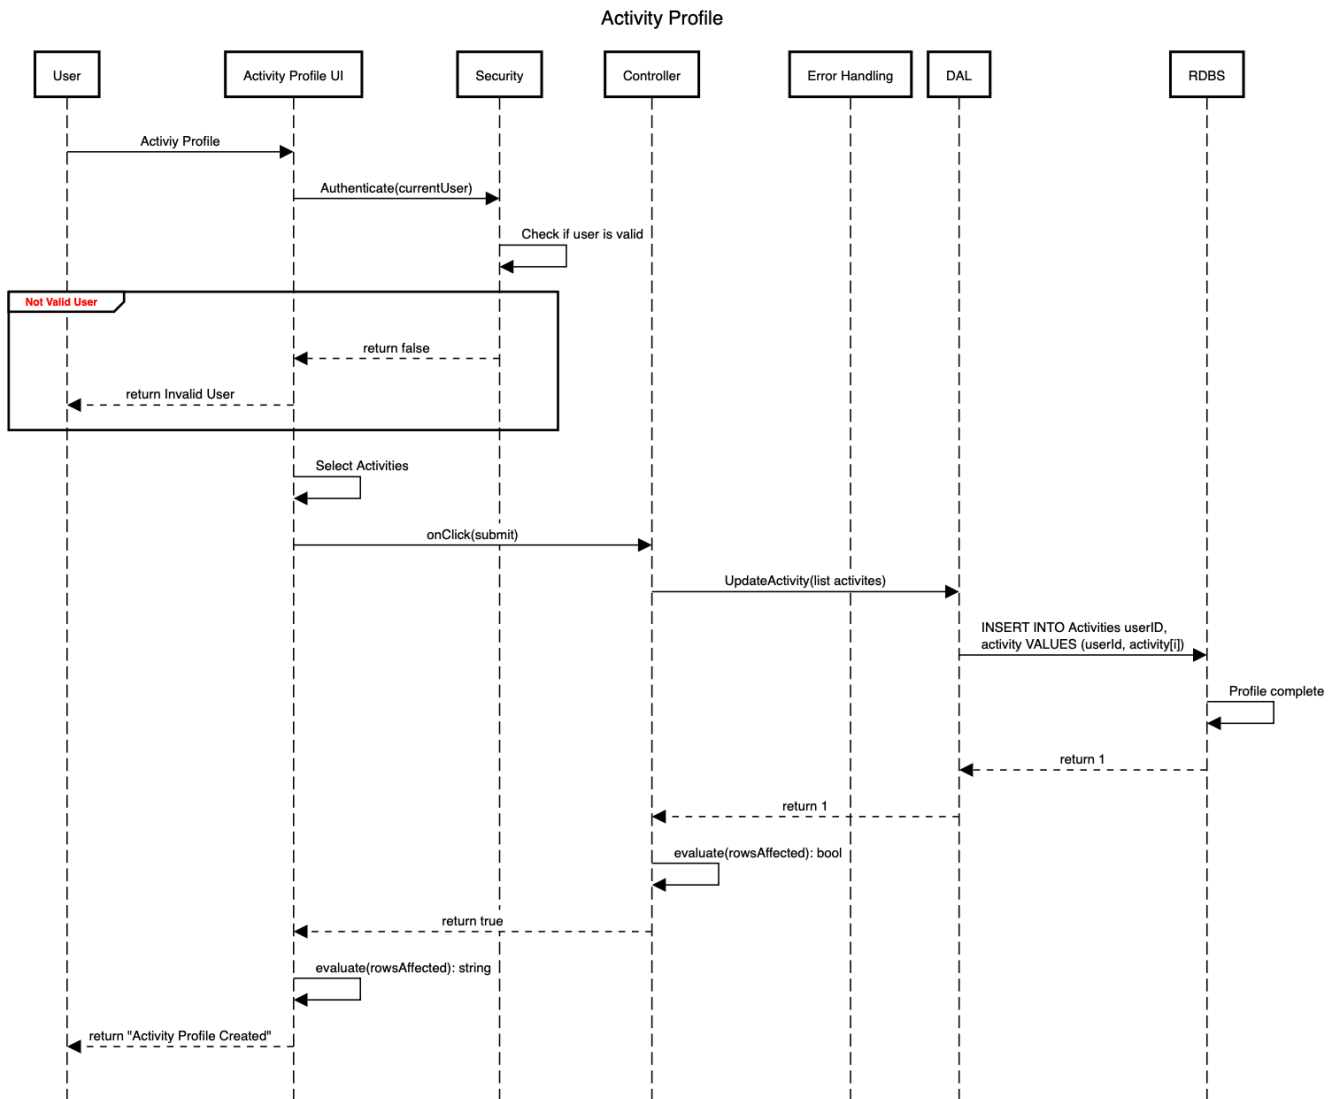 Activity Profile
User
Activity Profile UI
Security
Controller
Error Handling
DAL
RDBS
Activiy Profile
Authenticate(currentUser)
Check if user is valid
Not Valid User
return false
return Invalid User
Select Activities
onClick(submit)
UpdateActivity(list activites)
INSERT INTO Activities userID,
activity VALUES (userId, activity[i])
Profile complete
return 1
return 1
evaluate(rowsAffected): bool
return true
evaluate(rowsAffected): string
return "Activity Profile Created"